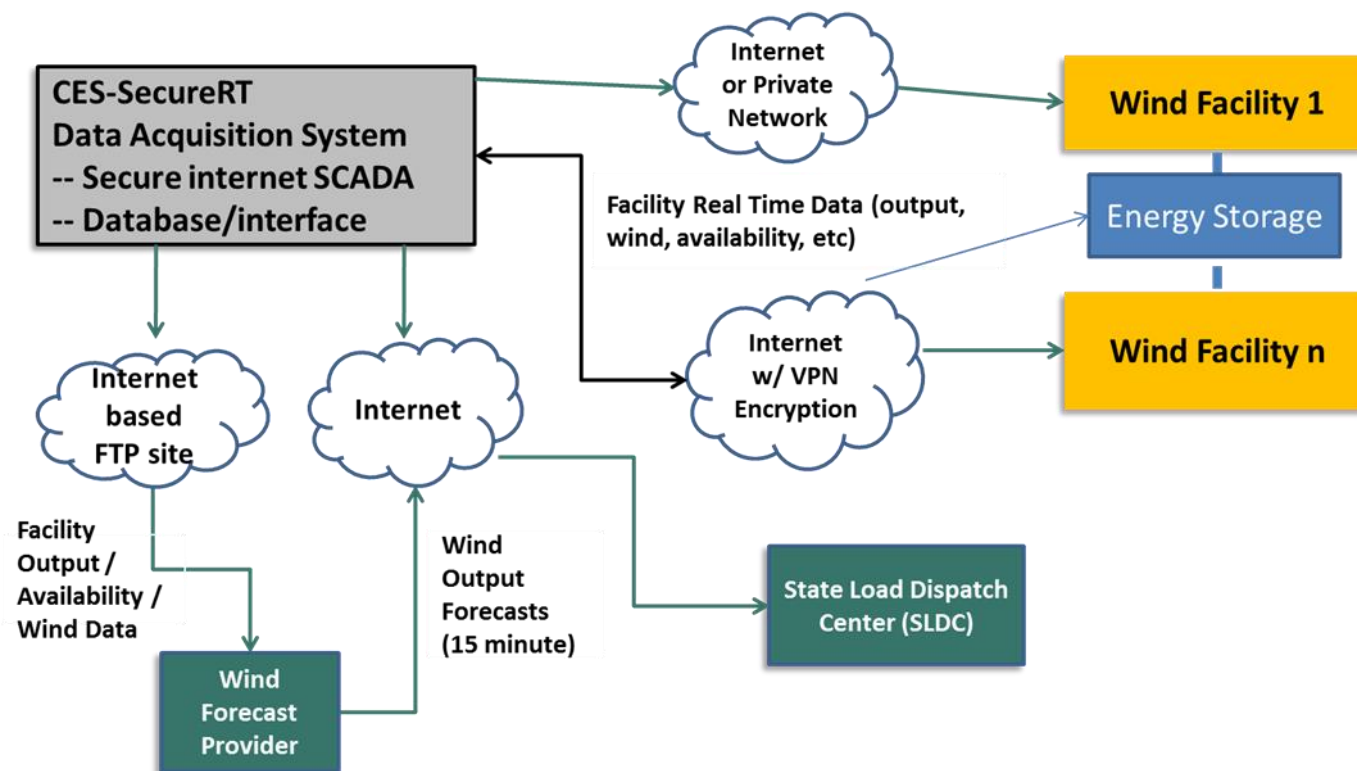 CES-SecureRT
Data Acquisition System
-- Secure internet SCADA
-- Database/interface
Internet
or Private
Network
Wind Facility 1
Facility Real Time Data (output,
wind, availability, etc)
Energy Storage
Internet
w/ VPN
Encryption
Wind Facility n
Internet
based
FTP site
Internet
Facility
Output /
Availability /
Wind Data
Wind
Output
Forecasts
(15 minute)
State Load Dispatch
Center (SLDC)
Wind
Forecast
Provider